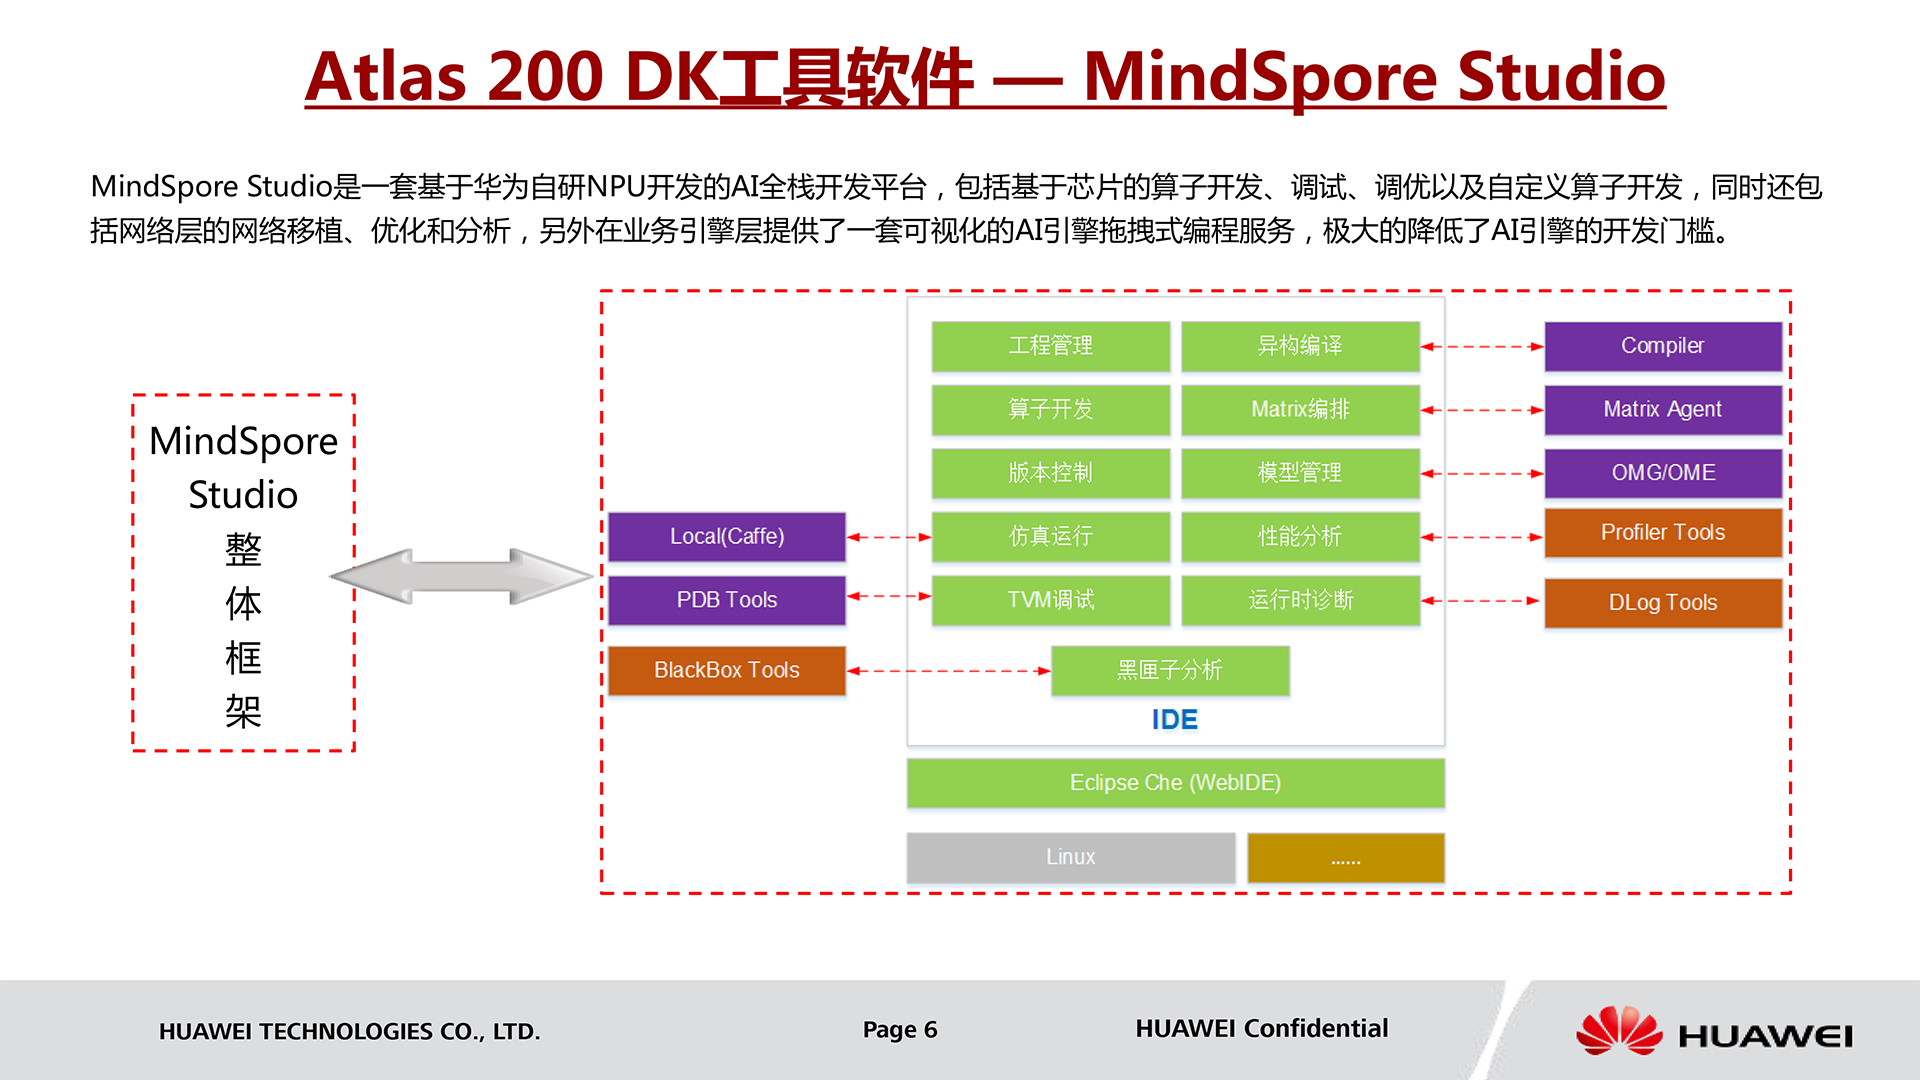 Atlas 200 DK工具软件 — MindSpore Studio
MindSpore Studio是一套基于华为自研NPU开发的AI全栈开发平台，包括基于芯片的算子开发、调试、调优以及自定义算子开发，同时还包
括网络层的网络移植、优化和分析，另外在业务引擎层提供了一套可视化的AI引擎拖拽式编程服务，极大的降低了AI引擎的开发门槛。
MindSpore
Studio
整
体
框
架
工程管理
异构编译
Compiler
算子开发
Matrix编排
Matrix Agent
版本控制
模型管理
OMG/OME
Local(Caffe)
仿真运行
性能分析
Profiler Tools
PDB Tools
TVM调试
运行时诊断
DLog Tools
BlackBox Tools
黑匣子分析
IDE
Eclipse Che (WebIDE)
Linux
......
HUAWEI TECHNOLOGIES CO., LTD.
Page 6
HUAWEI Confidential
HUAWEI